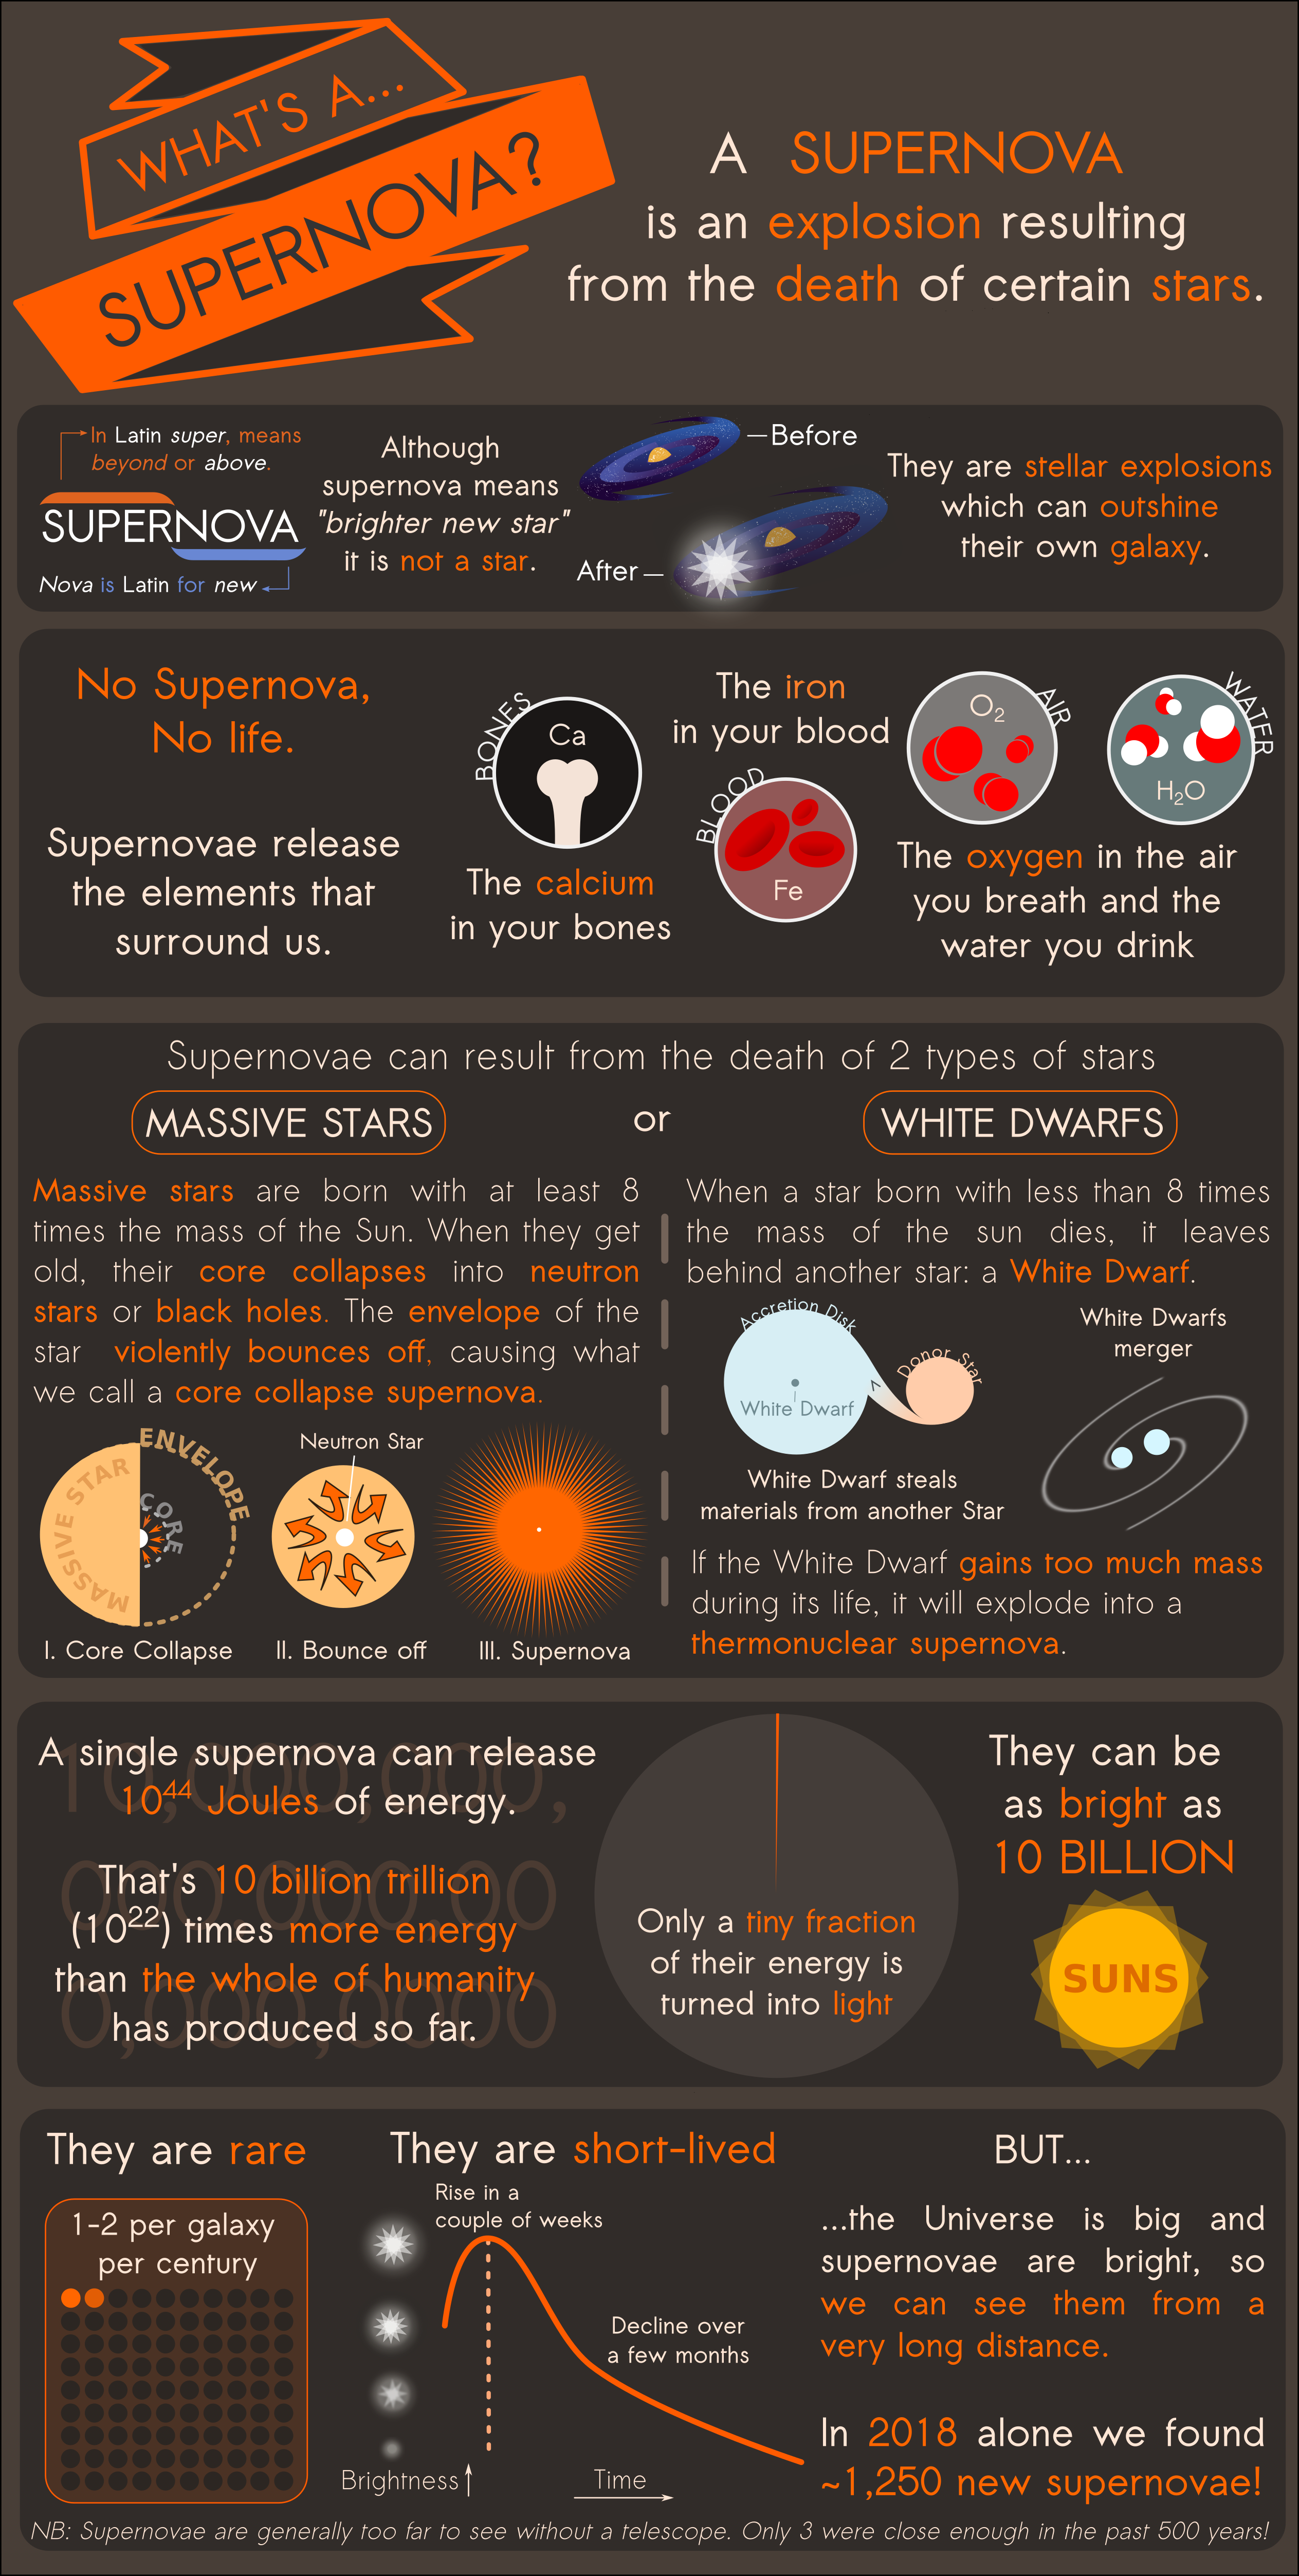 WHAT'S A...
SUPERNOVA?
A SUPERNOVA
is an explosion resulting
from the death of certain stars.
In Latin super, means
beyond or above.
SUPERNOVA
Nova is Latin for new
Although
supernova means
"brighter new star"
it is not a star.
Before
After
They are stellar explosions
which can outshine
their own galaxy.
No Supernova,
No life.
Supernovae release
the elements that
surround us.
BONES
Ca
The calcium
in your bones
The iron
in your blood
BLOOD
Fe
O2
AIR
WATER
H2O
The oxygen in the air
you breath and the
water you drink
Supernovae can result from the death of 2 types of stars
MASSIVE STARS
or
WHITE DWARFS
Massive stars are born with at least 8
times the mass of the Sun. When they get
old, their core collapses into neutron
stars or black holes. The envelope of the
star violently bounces off, causing what
we call a core collapse supernova.
MASSIVE STAR
ENVELOPE
CORE
Neutron Star
I. Core Collapse
II. Bounce off
III. Supernova
When a star born with less than 8 times
the mass of the sun dies, it leaves
behind another star: a White Dwarf.
Accretion Disk
White Dwarf
Donor Star
White Dwarfs
merger
White Dwarf steals
materials from another Star
If the White Dwarf gains too much mass
during its life, it will explode into a
thermonuclear supernova.
10,000,000,
000,000,00
0,000,0000
A single supernova can release
10^44 Joules of energy.
That's 10 billion trillion
(10^22) times more energy
than the whole of humanity
has produced so far.
Only a tiny fraction
of their energy is
turned into light
They can be
as bright as
10 BILLION
SUNS
They are rare
1-2 per galaxy
per century
They are short-lived
Rise in a
couple of weeks
Decline over
a few months
Brightness
Time
BUT...
...the Universe is big and
supernovae are bright, so
we can see them from a
very long distance.
In 2018 alone we found
~1,250 new supernovae!
NB: Supernovae are generally too far to see without a telescope. Only 3 were close enough in the past 500 years!